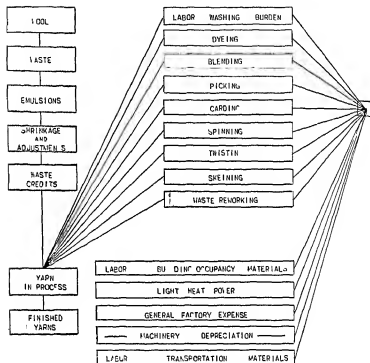 WOOL
WASTE
EMULSIONS
SHRINKAGE
AND
ADJUSTMENTS
WASTE
CREDITS
YARN
IN PROCESS
FINISHED
YARNS
LABOR WASHING BURDEN
DYEING
BLENDING
PICKING
CARDING
SPINNING
TWISTIN
SKEINING
WASTE REWORKING
LABOR BUILDING OCCUPANCY MATERIALS
LIGHT HEAT POWER
GENERAL FACTORY EXPENSE
MACHINERY DEPRECIATION
LABOR TRANSPORTATION MATERIALS